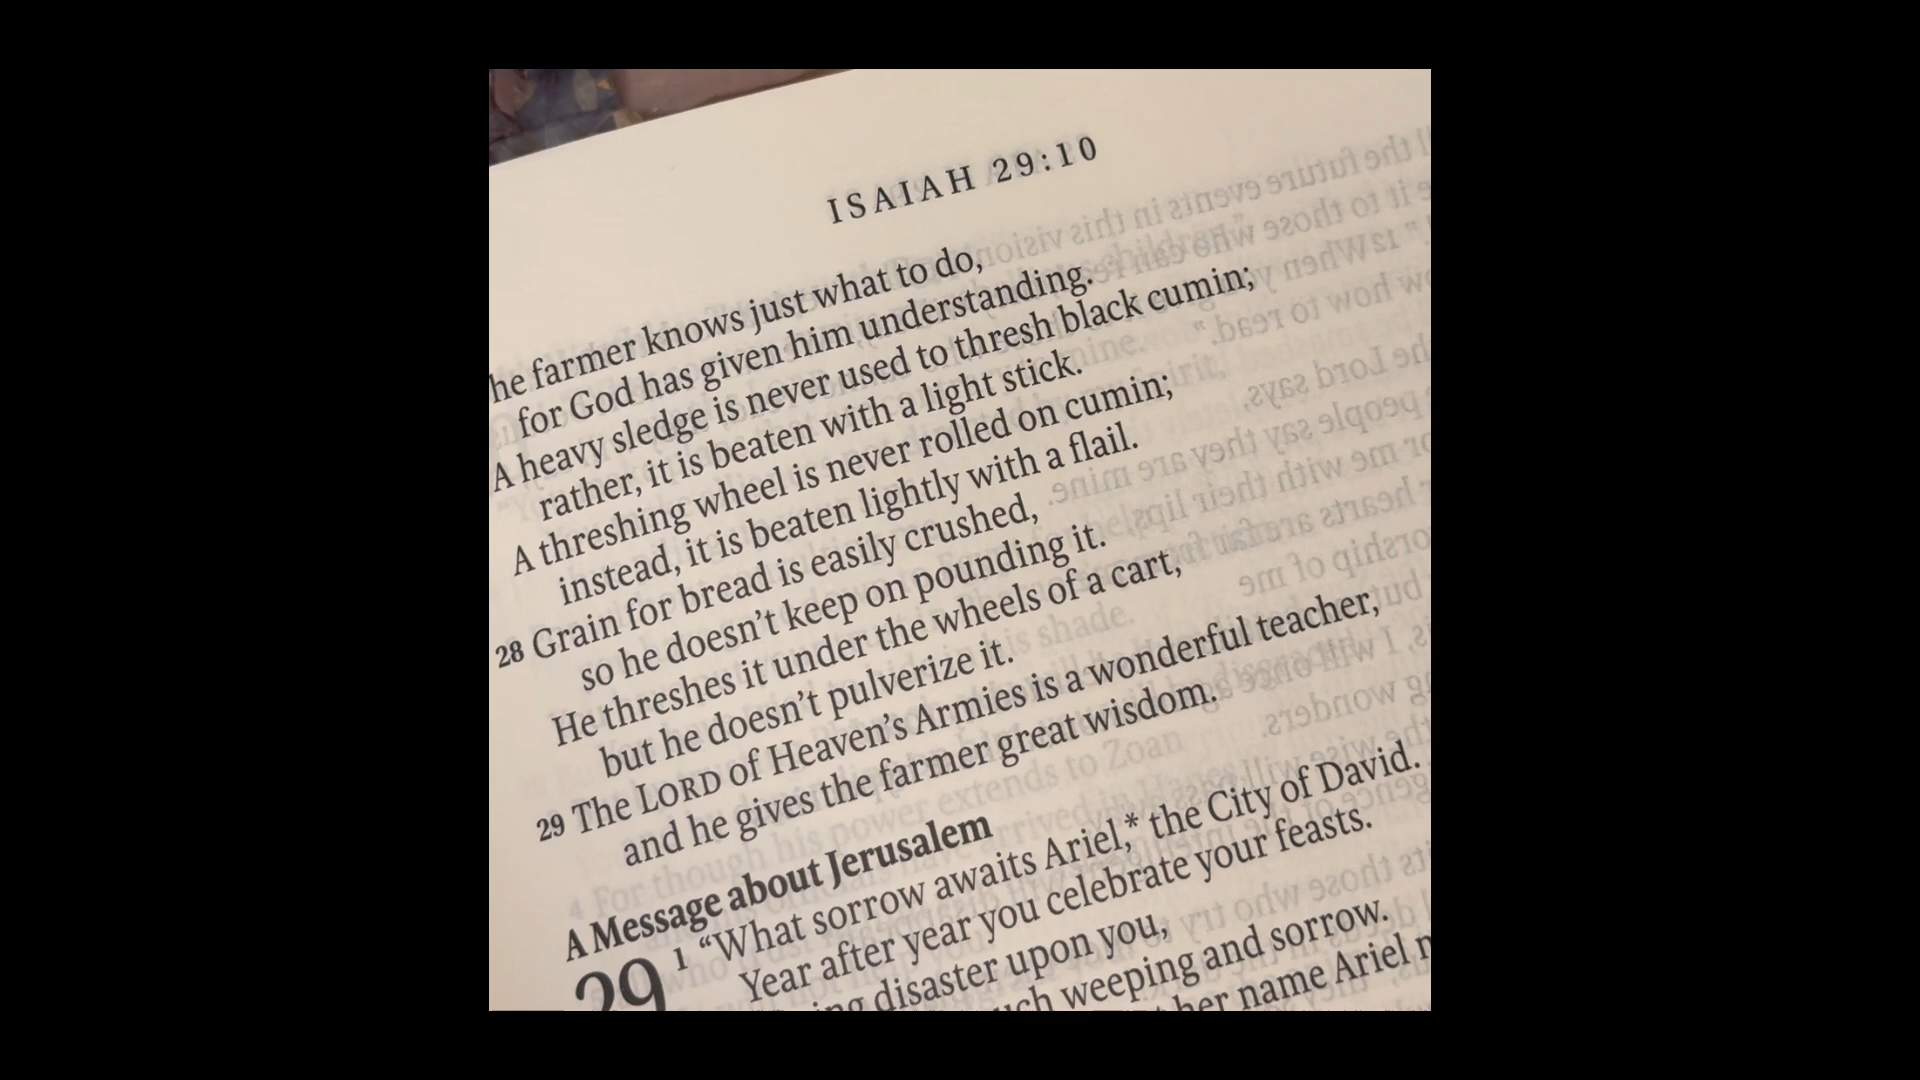 ISAIAH 29:10
he farmer knows just what to do,
for God has given him understanding.
A heavy sledge is never used to thresh black cumin;
rather, it is beaten with a light stick.
A threshing wheel is never rolled on cumin;
instead, it is beaten lightly with a flail.
28 Grain for bread is easily crushed,
so he doesn't keep on pounding it.
He threshes it under the wheels of a cart,
but he doesn't pulverize it.
29 The LORD of Heaven's Armies is a wonderful teacher,
and he gives the farmer great wisdom.
A Message about Jerusalem
29 1 “What sorrow awaits Ariel,* the City of David.
Year after year you celebrate your feasts.
disaster upon you,
weeping and sorrow.
her name Ariel